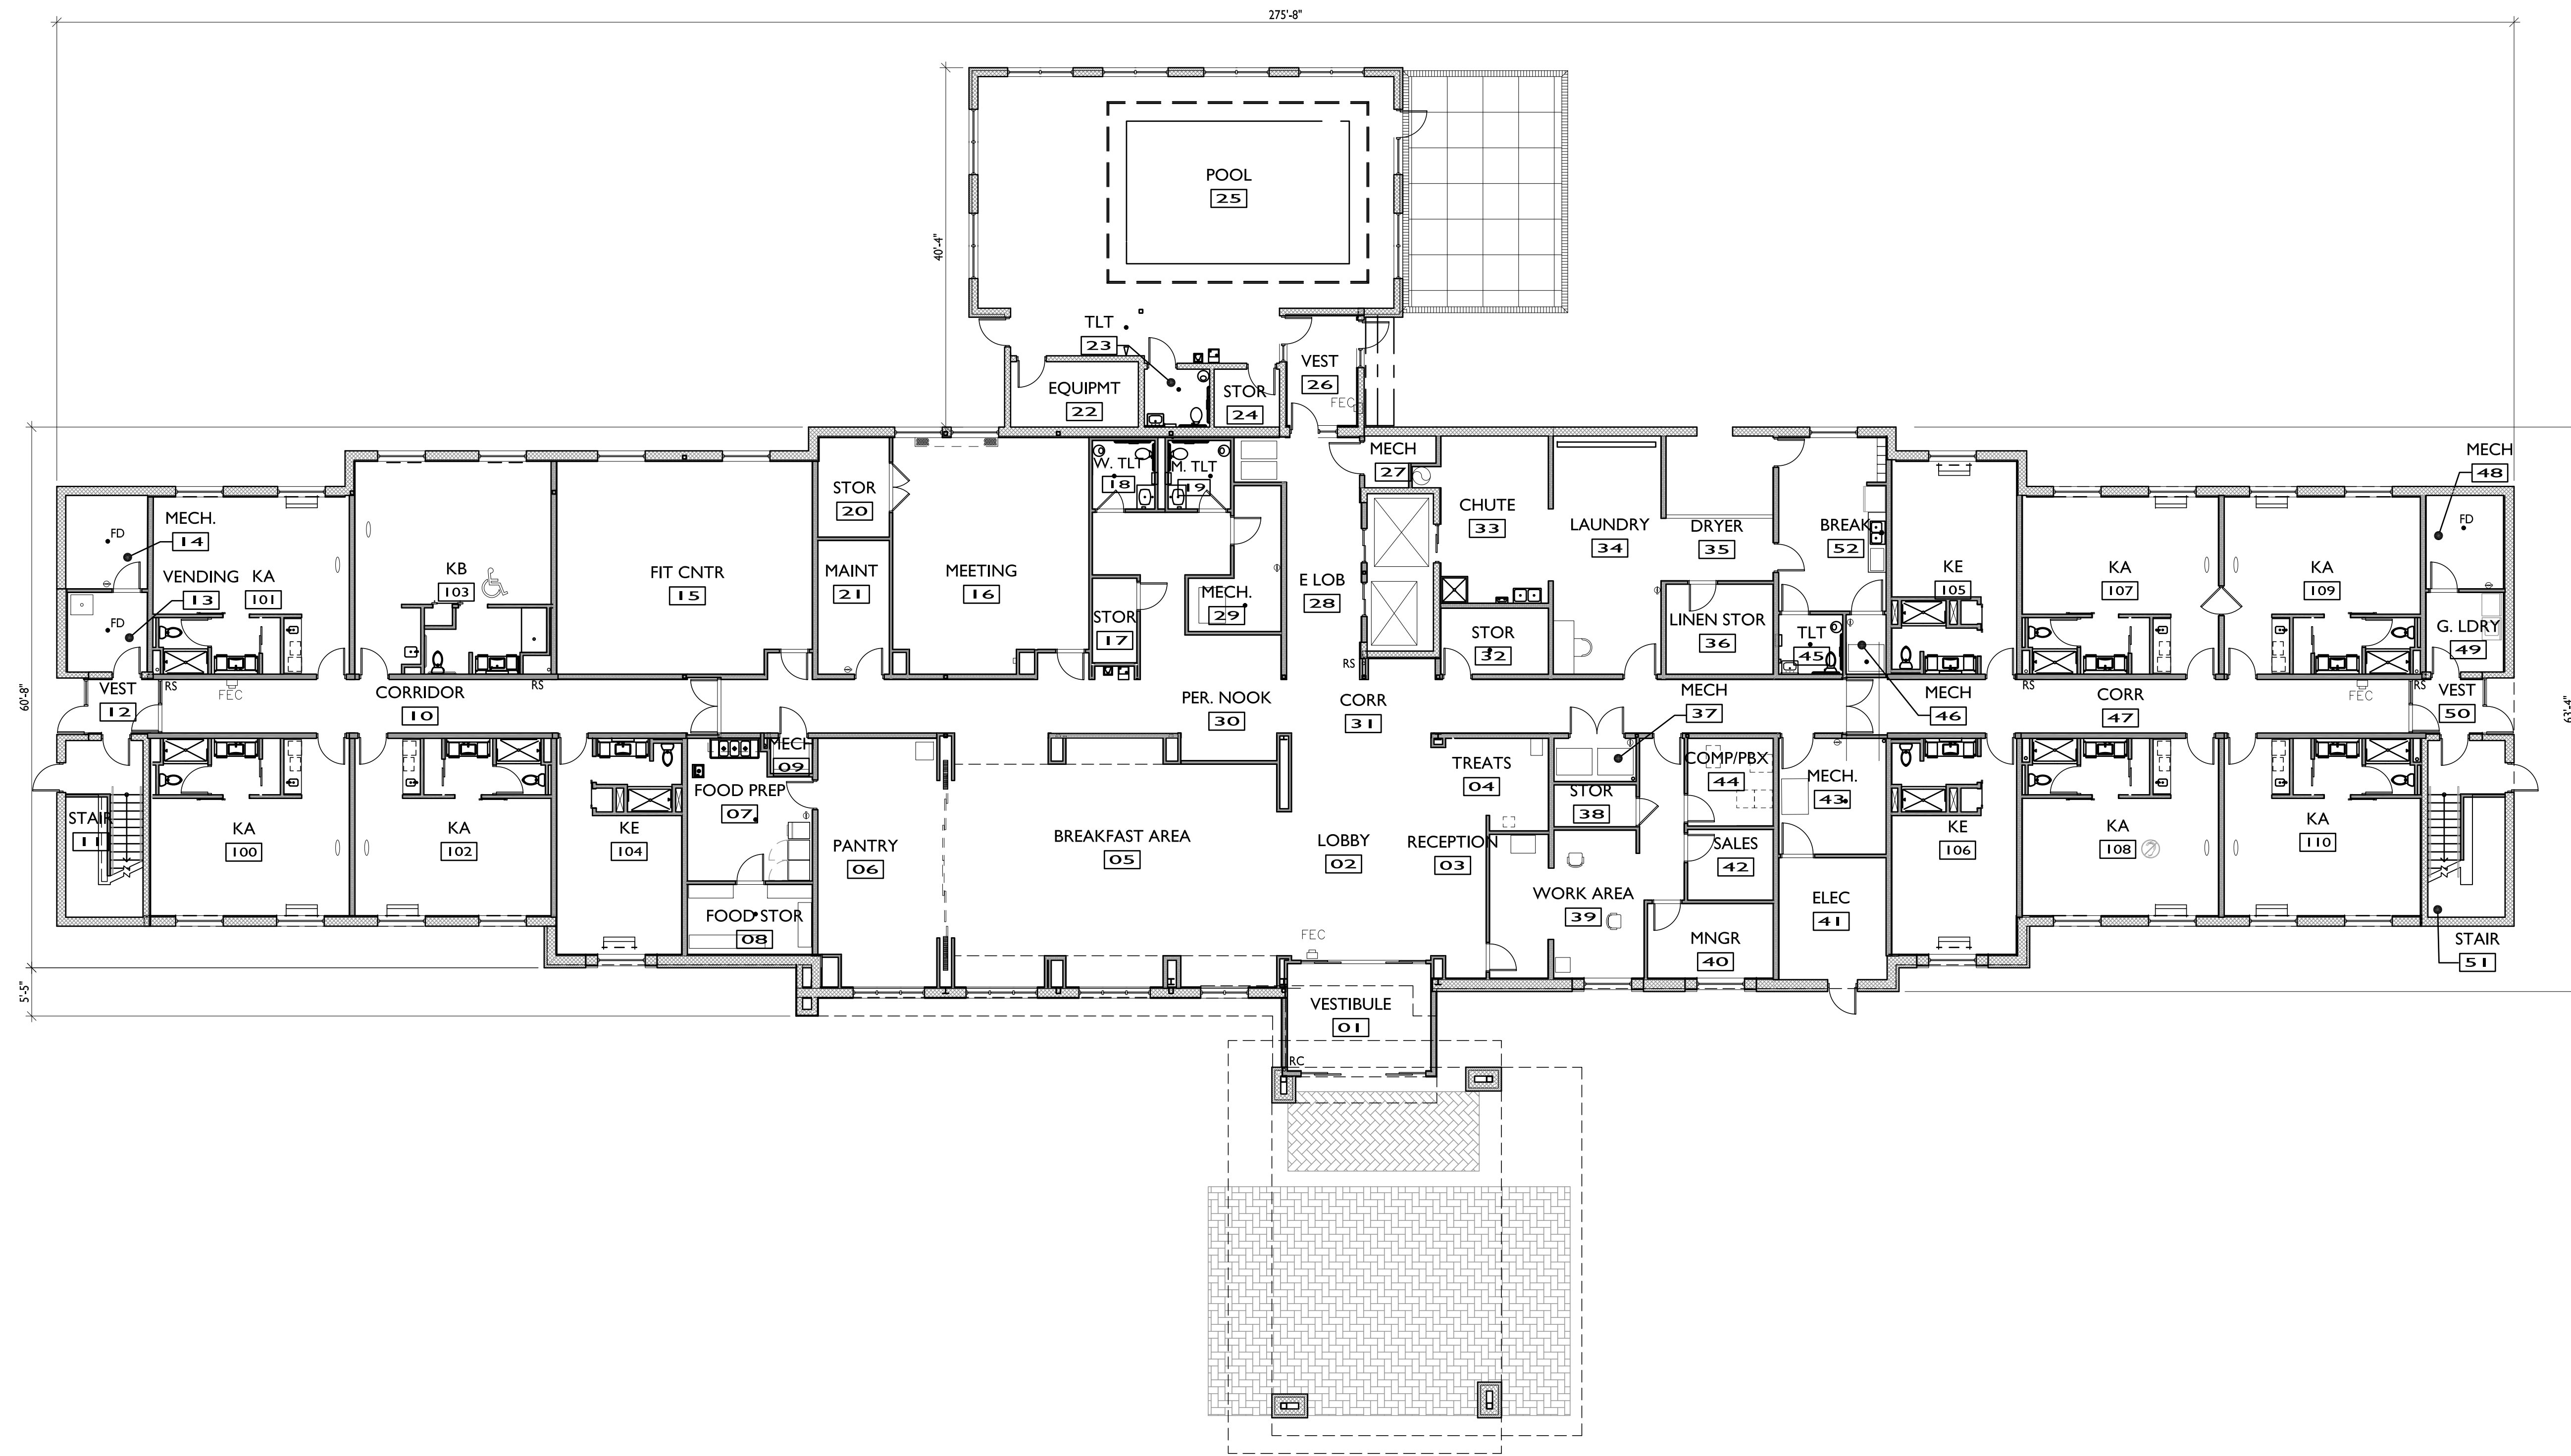 275'-8"
40'-4"
POOL
25
TLT
23
EQUIPMT
22
STOR
24
VEST
26
FEC
60'-8"
5'-5"
63'-4"
MECH.
14
FD
VENDING
13
FD
KA
101
KB
103
FIT CNTR
15
STOR
20
MAINT
21
MEETING
16
W. TLT
18
M. TLT
19
STOR
17
MECH.
29
E LOB
28
MECH
27
CHUTE
33
LAUNDRY
34
DRYER
35
BREAK
52
STOR
32
LINEN STOR
36
TLT
45
KE
105
KA
107
KA
109
MECH
48
FD
G. LDRY
49
VEST
12
RS
FEC
CORRIDOR
10
RS
PER. NOOK
30
RS
CORR
31
MECH
37
MECH
46
RS
CORR
47
FEC
RS
VEST
50
STAIR
11
KA
100
KA
102
KE
104
FOOD PREP
07
MECH
09
FOOD STOR
08
PANTRY
06
BREAKFAST AREA
05
LOBBY
02
RECEPTION
03
TREATS
04
STOR
38
WORK AREA
39
COMP/PBX
44
SALES
42
MNGR
40
MECH.
43
ELEC
41
KE
106
KA
108
KA
110
STAIR
51
FEC
VESTIBULE
01
RC